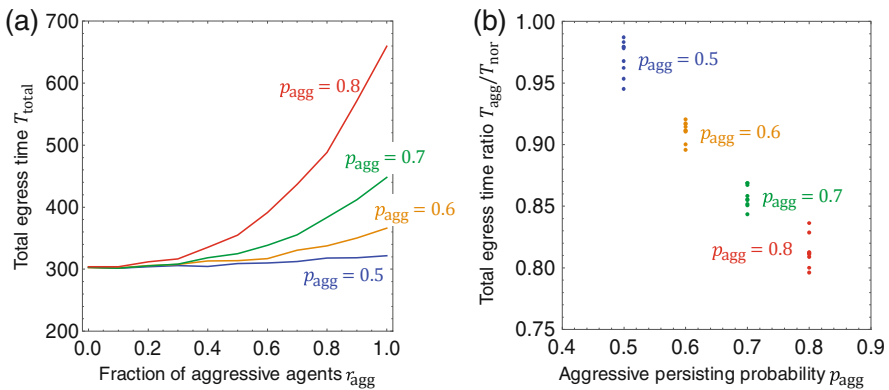 (a)
700
600
500
400
300
200
Total egress time T_total
p_agg = 0.8
p_agg = 0.7
p_agg = 0.6
p_agg = 0.5
0.0 0.2 0.4 0.6 0.8 1.0
Fraction of aggressive agents r_agg
(b)
1.00
0.95
0.90
0.85
0.80
0.75
Total egress time ratio T_agg/T_nor
p_agg = 0.5
p_agg = 0.6
p_agg = 0.7
p_agg = 0.8
0.4 0.5 0.6 0.7 0.8 0.9
Aggressive persisting probability p_agg